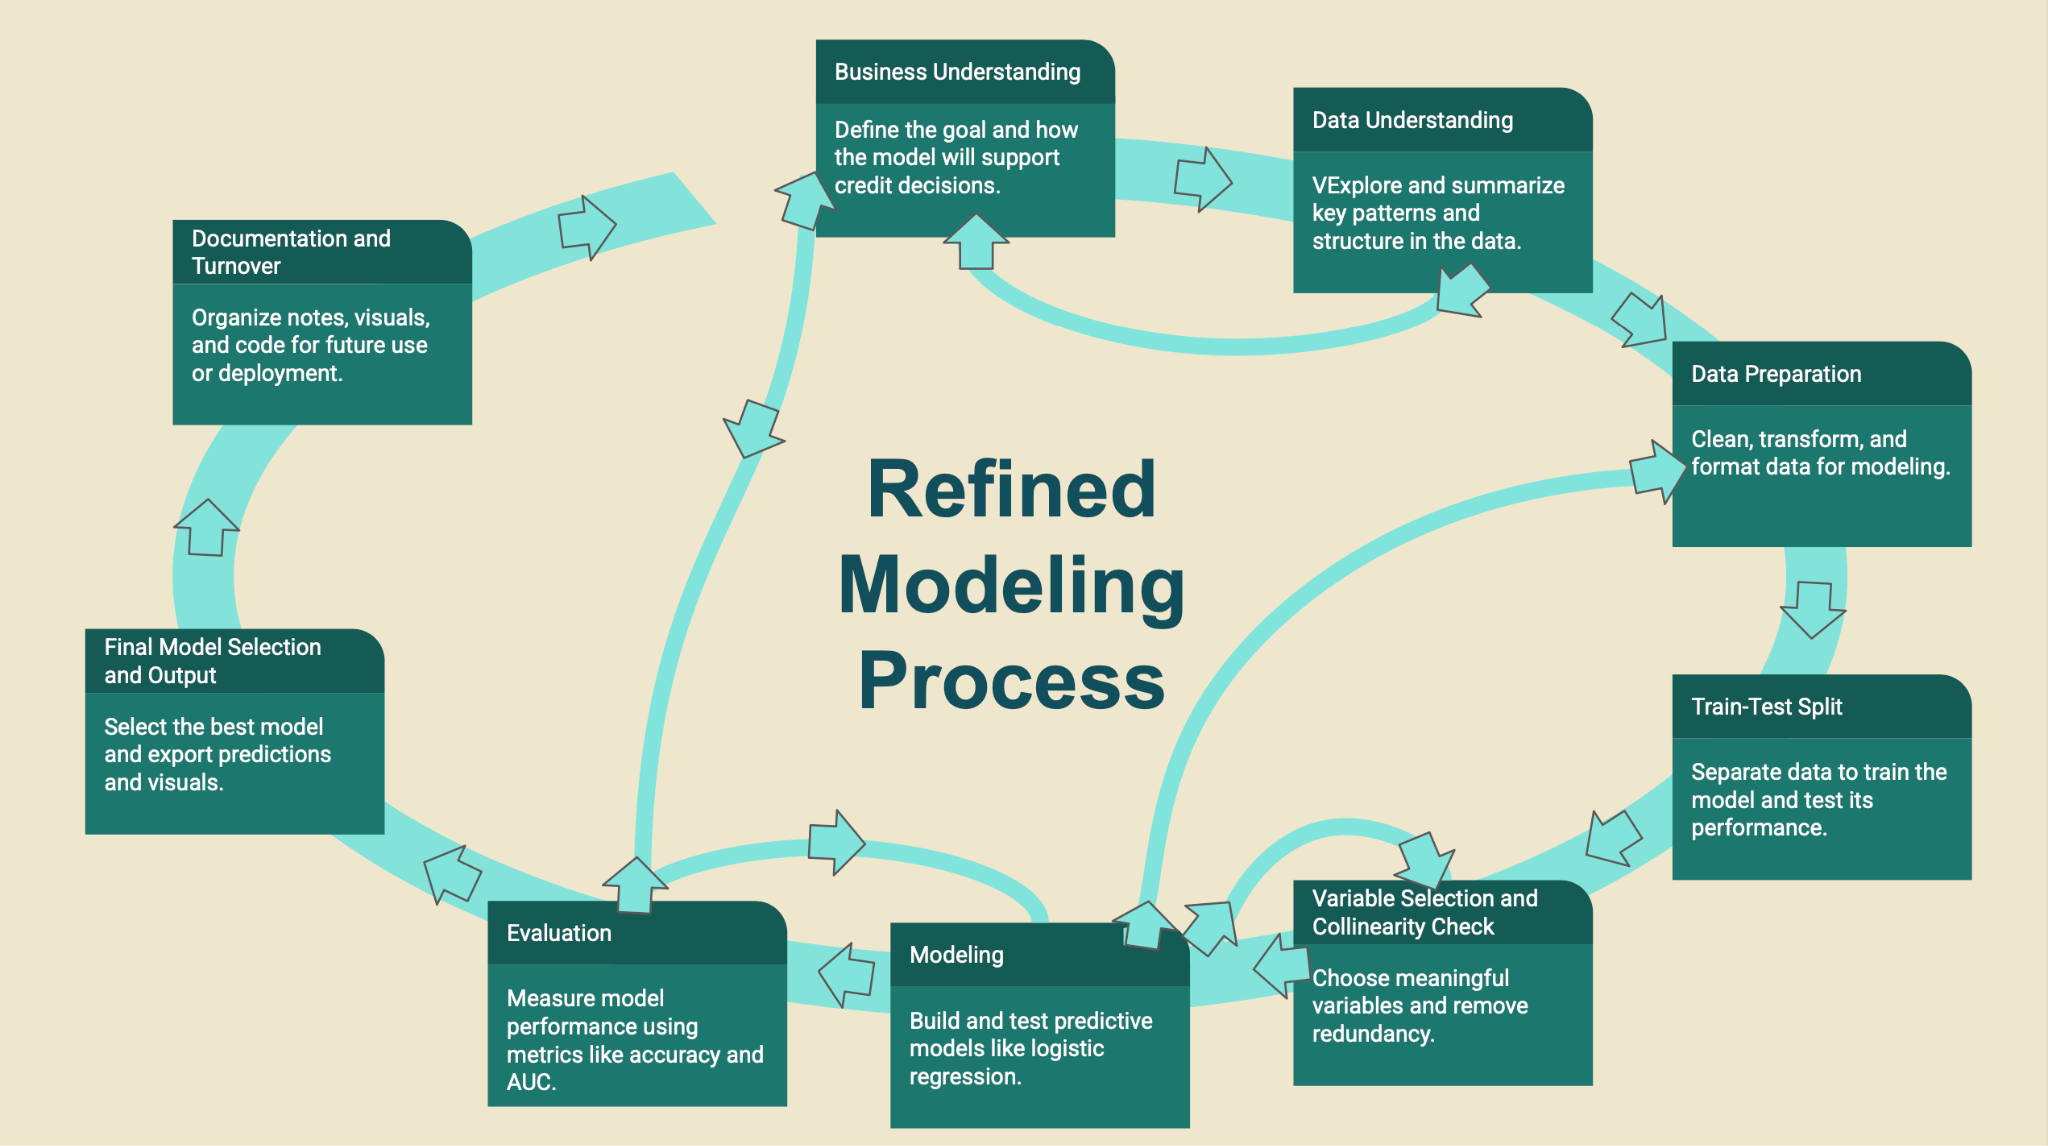 Business Understanding
Define the goal and how
the model will support
credit decisions.
Data Understanding
VExplore and summarize
key patterns and
structure in the data.
Data Preparation
Clean, transform, and
format data for modeling.
Train-Test Split
Separate data to train the
model and test its
performance.
Variable Selection and
Collinearity Check
Choose meaningful
variables and remove
redundancy.
Modeling
Build and test predictive
models like logistic
regression.
Evaluation
Measure model
performance using
metrics like accuracy and
AUC.
Final Model Selection
and Output
Select the best model
and export predictions
and visuals.
Documentation and
Turnover
Organize notes, visuals,
and code for future use
or deployment.
Refined
Modeling
Process